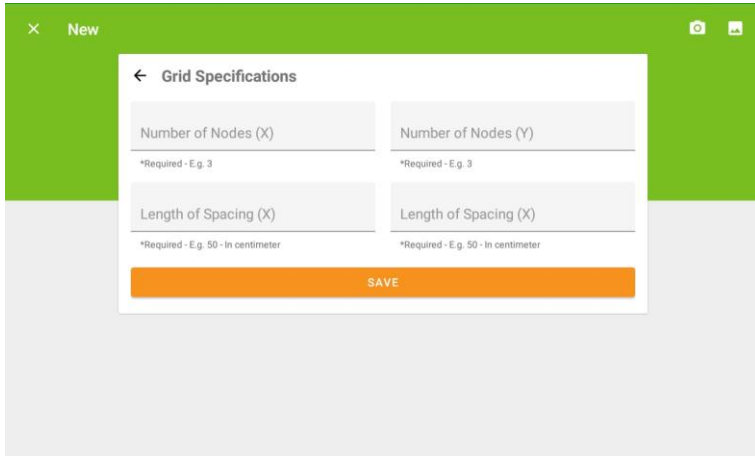 New
Grid Specifications
Number of Nodes (X)
Number of Nodes (Y)
*Required - E.g. 3
*Required - E.g. 3
Length of Spacing (X)
Length of Spacing (X)
*Required - E.g. 50 - In centimeter
*Required - E.g. 50 - In centimeter
SAVE